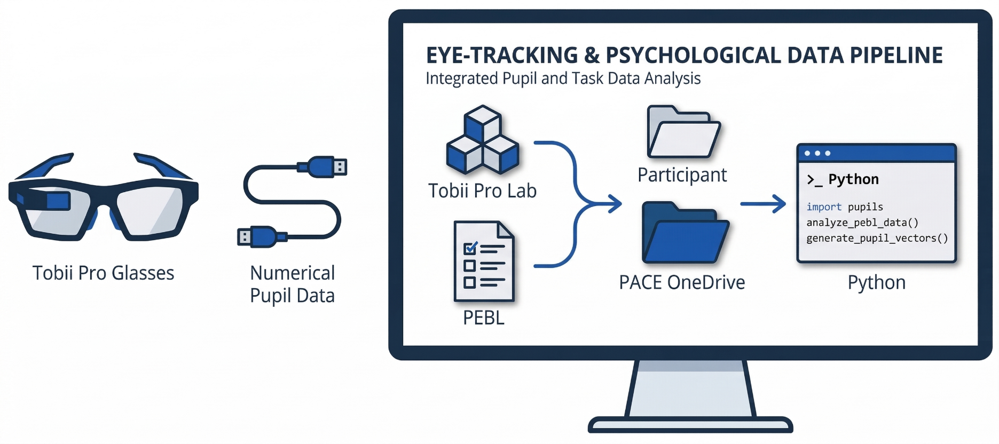 EYE-TRACKING & PSYCHOLOGICAL DATA PIPELINE
Integrated Pupil and Task Data Analysis
Tobii Pro Glasses
Numerical
Pupil Data
Tobii Pro Lab
PEBL
Participant
PACE OneDrive
>_ Python
import pupils
analyze_pebl_data()
generate_pupil_vectors()
Python